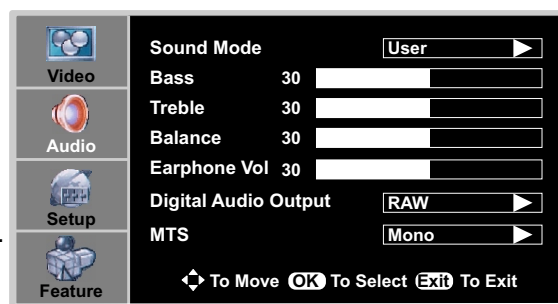 Video
Audio
Setup
Feature
Sound Mode User
Bass 30
Treble 30
Balance 30
Earphone Vol 30
Digital Audio Output RAW
MTS Mono
To Move OK To Select Exit To Exit